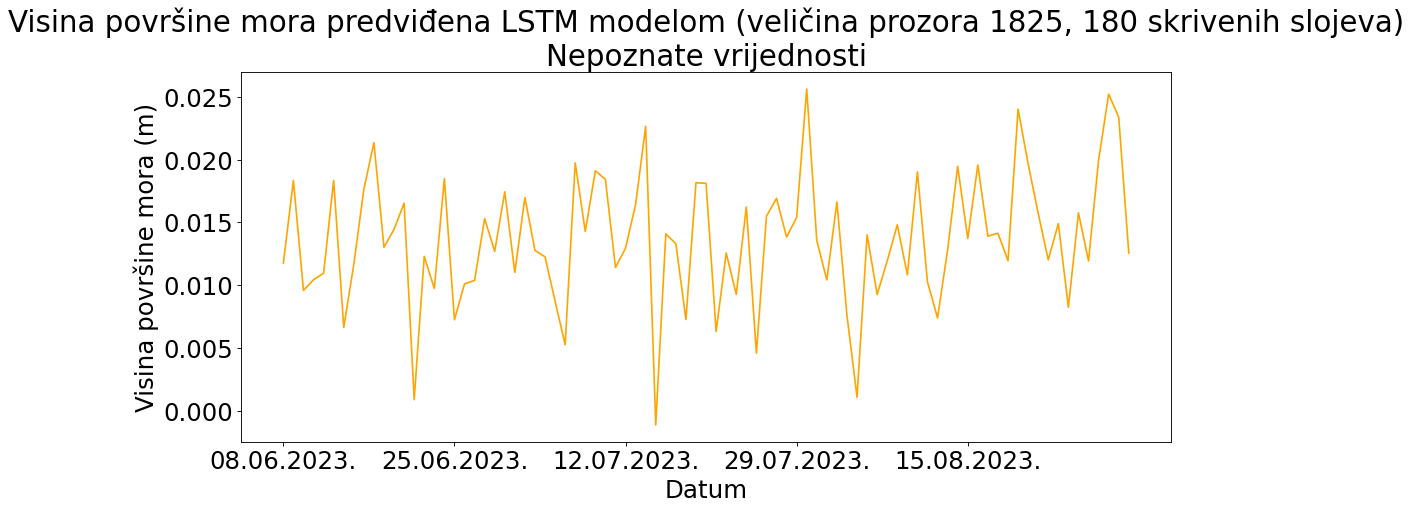 Visina površine mora predviđena LSTM modelom (veličina prozora 1825, 180 skrivenih slojeva)
Nepoznate vrijednosti
Visina površine mora (m)
0.025
0.020
0.015
0.010
0.005
0.000
08.06.2023. 25.06.2023. 12.07.2023. 29.07.2023. 15.08.2023.
Datum